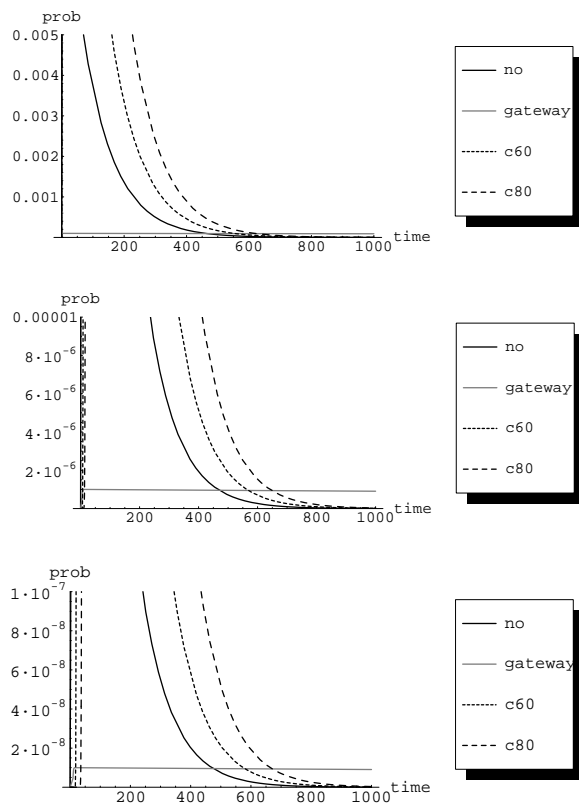 prob
0.005
0.004
0.003
0.002
0.001
200 400 600 800 1000 time
no
gateway
c60
c80
prob
0.00001
8·10⁻⁶
6·10⁻⁶
4·10⁻⁶
2·10⁻⁶
200 400 600 800 1000 time
no
gateway
c60
c80
prob
1·10⁻⁷
8·10⁻⁸
6·10⁻⁸
4·10⁻⁸
2·10⁻⁸
200 400 600 800 1000 time
no
gateway
c60
c80